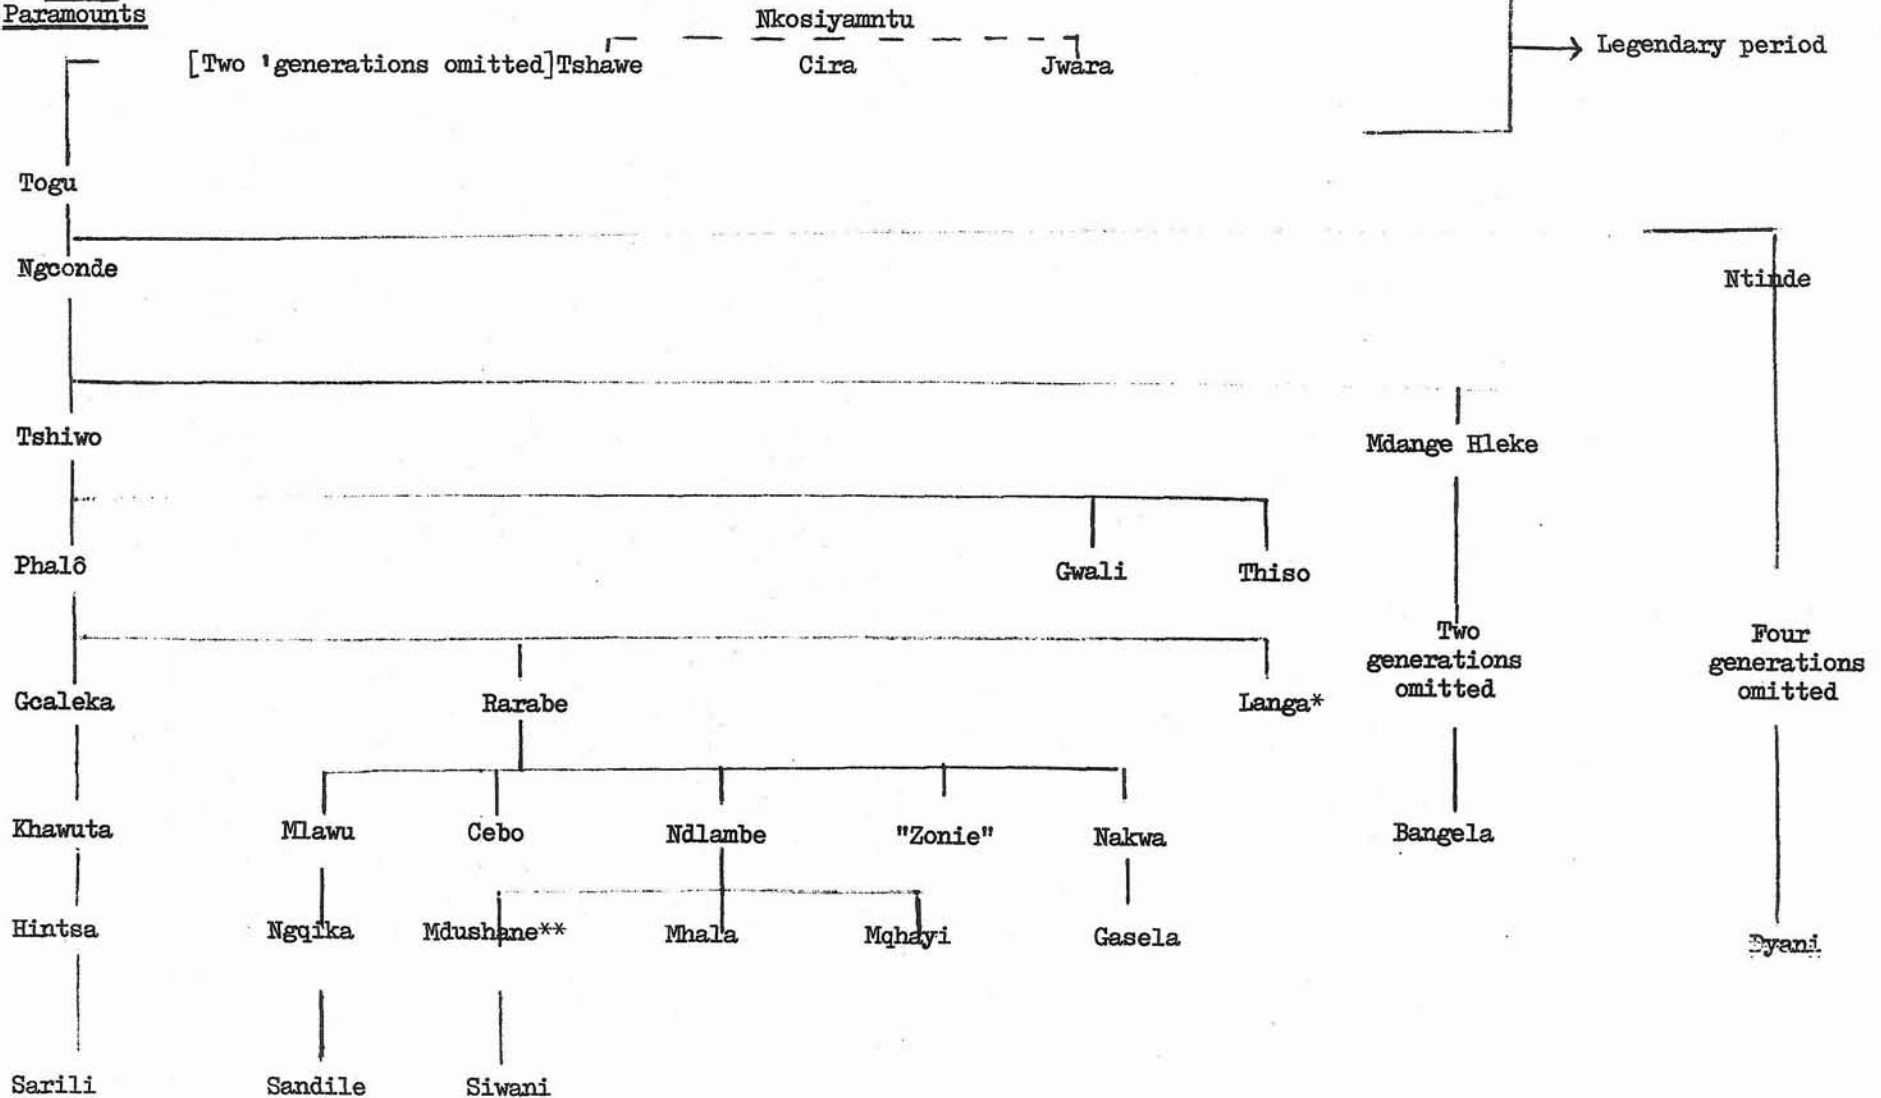 Paramounts
Nkosiyamntu
[Two 'generations omitted]Tshawe Cira Jwara
Legendary period
Togu
Ngconde Ntinde
Tshiwo Mdange Hleke
Phalô Gwali Thiso
Two
generations
omitted
Four
generations
omitted
Gcaleka Rarabe Langa*
Khawuta Mlawu Cebo Ndlambe "Zonie" Nakwa Bangela
Hintsa Ngqika Mdushane** Mhala Mqhayi Gasela Dyani
Sarili Sandile Siwani